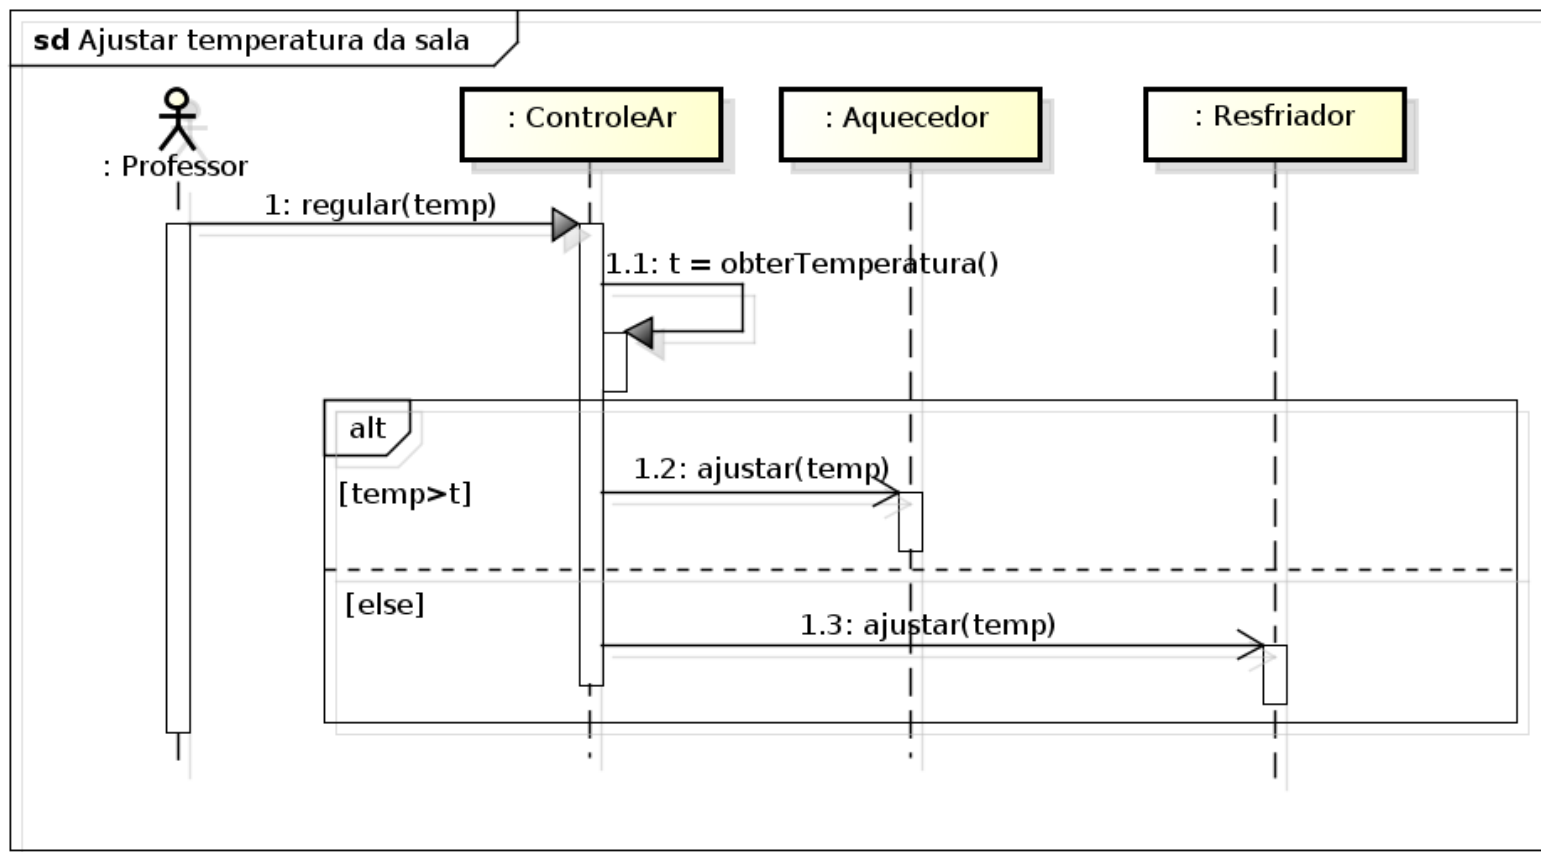 sd Ajustar temperatura da sala
: Professor
: ControleAr
: Aquecedor
: Resfriador
1: regular(temp)
1.1: t = obterTemperatura()
alt
[temp>t]
1.2: ajustar(temp)
[else]
1.3: ajustar(temp)